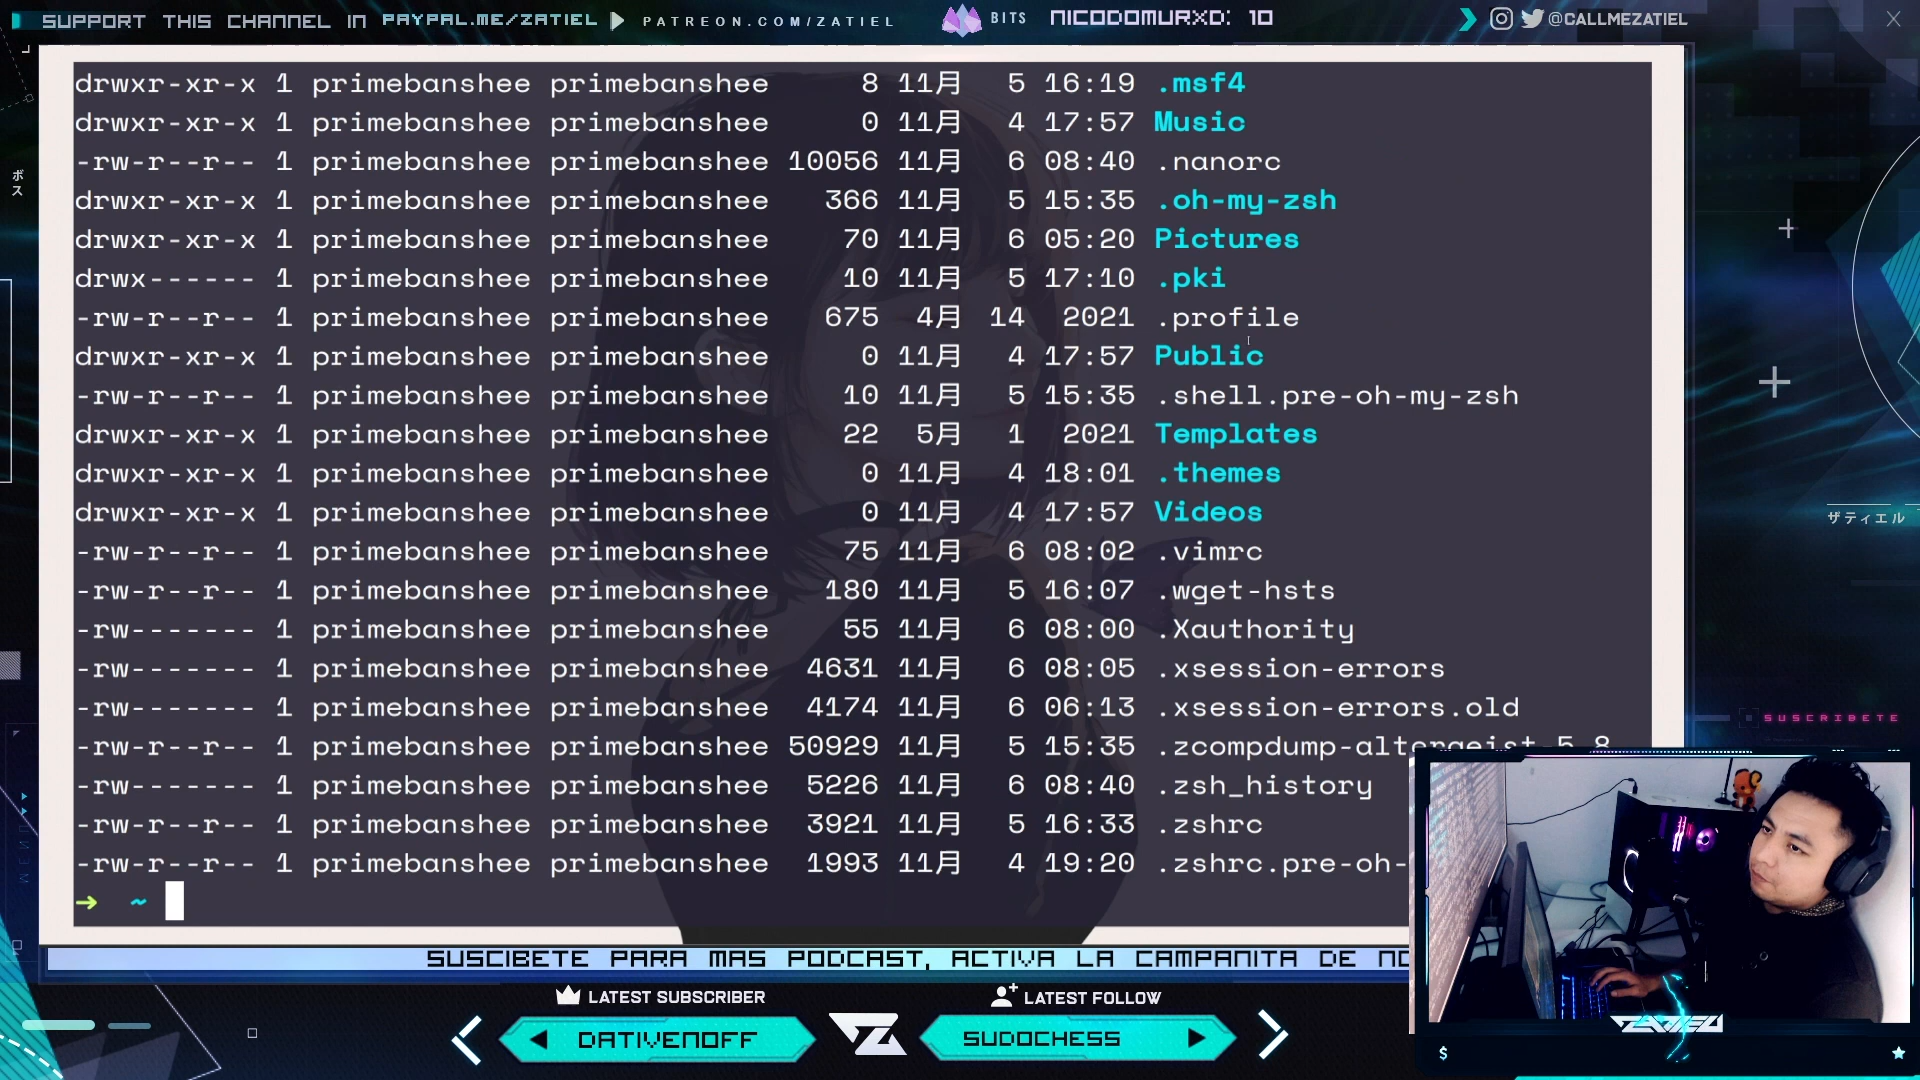 SUPPORT THIS CHANNEL IN PAYPAL.ME/ZATIEL PATREON.COM/ZATIEL BITS NICODOMURXD: 10 @CALLMEZATIEL
drwxr-xr-x 1 primebanshee primebanshee 8 11月 5 16:19 .msf4
drwxr-xr-x 1 primebanshee primebanshee 0 11月 4 17:57 Music
-rw-r--r-- 1 primebanshee primebanshee 10056 11月 6 08:40 .nanorc
drwxr-xr-x 1 primebanshee primebanshee 366 11月 5 15:35 .oh-my-zsh
drwxr-xr-x 1 primebanshee primebanshee 70 11月 6 05:20 Pictures
drwx------ 1 primebanshee primebanshee 10 11月 5 17:10 .pki
-rw-r--r-- 1 primebanshee primebanshee 675 4月 14 2021 .profile
drwxr-xr-x 1 primebanshee primebanshee 0 11月 4 17:57 Public
-rw-r--r-- 1 primebanshee primebanshee 10 11月 5 15:35 .shell.pre-oh-my-zsh
drwxr-xr-x 1 primebanshee primebanshee 22 5月 1 2021 Templates
drwxr-xr-x 1 primebanshee primebanshee 0 11月 4 18:01 .themes
drwxr-xr-x 1 primebanshee primebanshee 0 11月 4 17:57 Videos
-rw-r--r-- 1 primebanshee primebanshee 75 11月 6 08:02 .vimrc
-rw-r--r-- 1 primebanshee primebanshee 180 11月 5 16:07 .wget-hsts
-rw------- 1 primebanshee primebanshee 55 11月 6 08:00 .Xauthority
-rw------- 1 primebanshee primebanshee 4631 11月 6 08:05 .xsession-errors
-rw------- 1 primebanshee primebanshee 4174 11月 6 06:13 .xsession-errors.old
-rw-r--r-- 1 primebanshee primebanshee 50929 11月 5 15:35 .zcompdump-altergeist-5.8
-rw------- 1 primebanshee primebanshee 5226 11月 6 08:40 .zsh_history
-rw-r--r-- 1 primebanshee primebanshee 3921 11月 5 16:33 .zshrc
-rw-r--r-- 1 primebanshee primebanshee 1993 11月 4 19:20 .zshrc.pre-oh-
→ ~
ボス
ザティエル
SUSCRIBETE
SUSCIBETE PARA MAS PODCAST, ACTIVA LA CAMPANITA DE NO
LATEST SUBSCRIBER
LATEST FOLLOW
DATIVENOFF
SUDOCHESS
ZATIEL
$